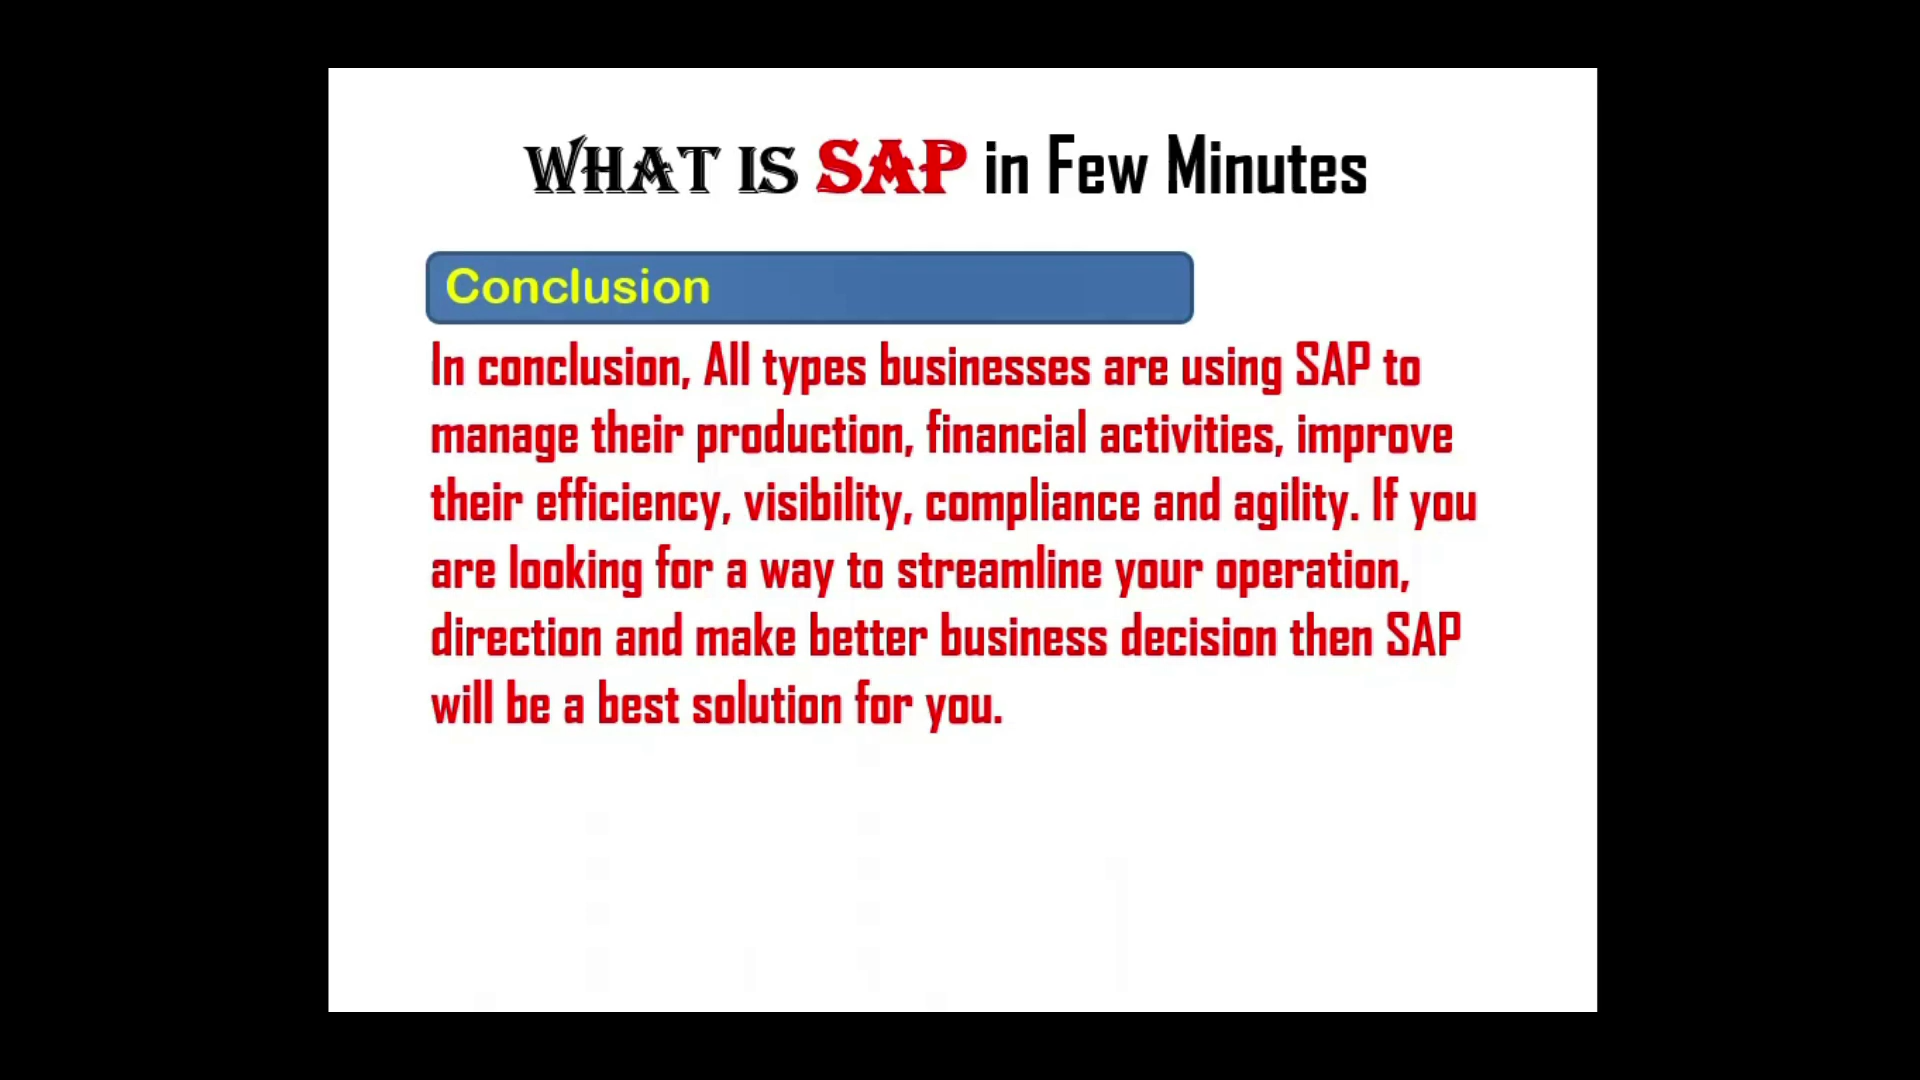 WHAT IS SAP in Few Minutes
Conclusion
In conclusion, All types businesses are using SAP to
manage their production, financial activities, improve
their efficiency, visibility, compliance and agility. If you
are looking for a way to streamline your operation,
direction and make better business decision then SAP
will be a best solution for you.